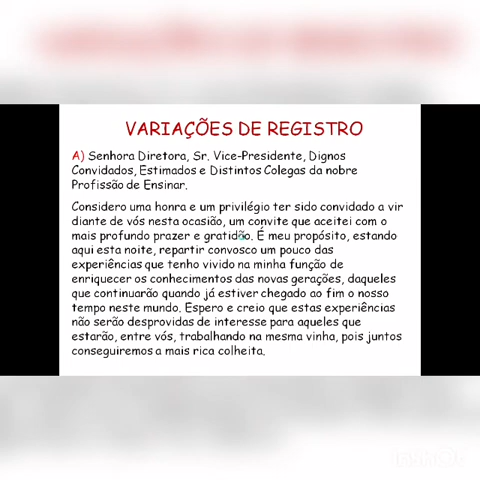 VARIAÇÕES DE REGISTRO
A) Senhora Diretora, Sr. Vice-Presidente, Dignos
Convidados, Estimados e Distintos Colegas da nobre
Profissão de Ensinar.
Considero uma honra e um privilégio ter sido convidado a vir
diante de vós nesta ocasião, um convite que aceitei com o
mais profundo prazer e gratidão. É meu propósito, estando
aqui esta noite, repartir convosco um pouco das
experiências que tenho vivido na minha função de
enriquecer os conhecimentos das novas gerações, daqueles
que continuarão quando já estiver chegado ao fim o nosso
tempo neste mundo. Espero e creio que estas experiências
não serão desprovidas de interesse para aqueles que
estarão, entre vós, trabalhando na mesma vinha, pois juntos
conseguiremos a mais rica colheita.